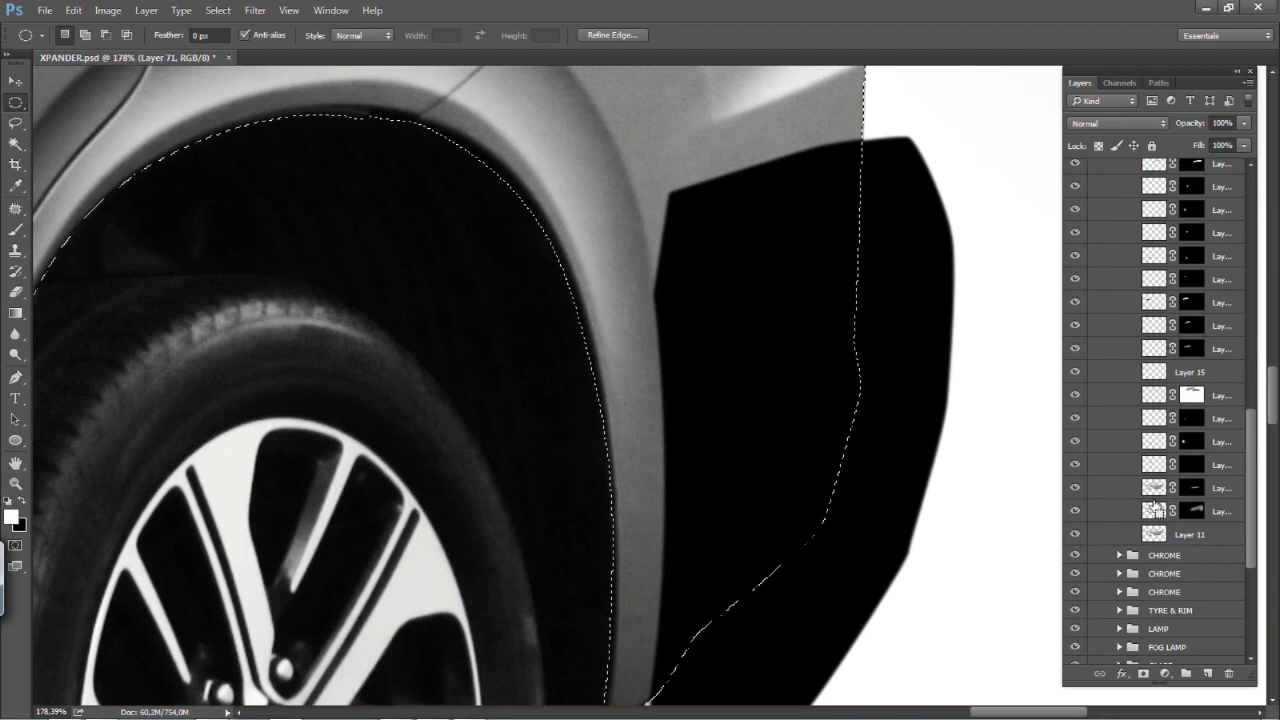 Ps File Edit Image Layer Type Select Filter View Window Help
Feather: 0 px Anti-alias Style: Normal Width: Height: Refine Edge... Essentials
XPANDER.psd @ 178% (Layer 71, RGB/8) *
Layers Channels Paths
Kind
Normal Opacity: 100%
Lock: Fill: 100%
Lay...
Lay...
Lay...
Lay...
Lay...
Lay...
Lay...
Lay...
Lay...
Layer 15
Lay...
Lay...
Lay...
Lay...
Lay...
Lay...
Layer 11
CHROME
CHROME
CHROME
TYRE & RIM
LAMP
FOG LAMP
178,39% Doc: 60,2M/754,0M